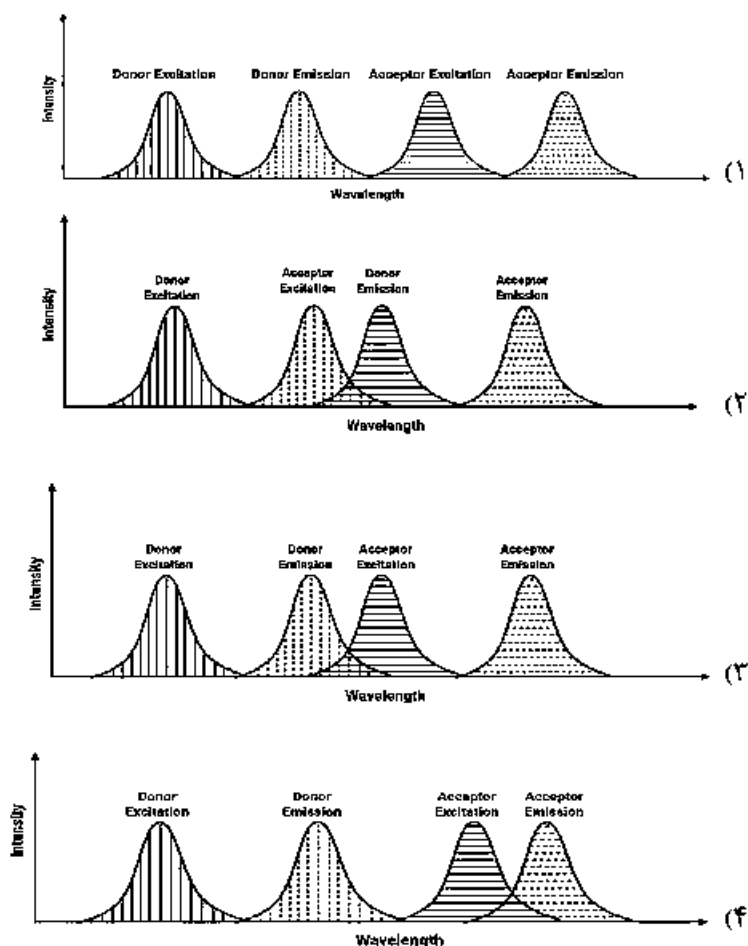 Donor Excitation Donor Emission Acceptor Excitation Acceptor Emission
Intensity
Wavelength
(۱
Donor Excitation
Acceptor Excitation
Donor Emission
Acceptor Emission
Intensity
Wavelength
(۲
Donor Excitation
Donor Emission
Acceptor Excitation
Acceptor Emission
Intensity
Wavelength
(۳
Donor Excitation
Donor Emission
Acceptor Excitation
Acceptor Emission
Intensity
Wavelength
(۴